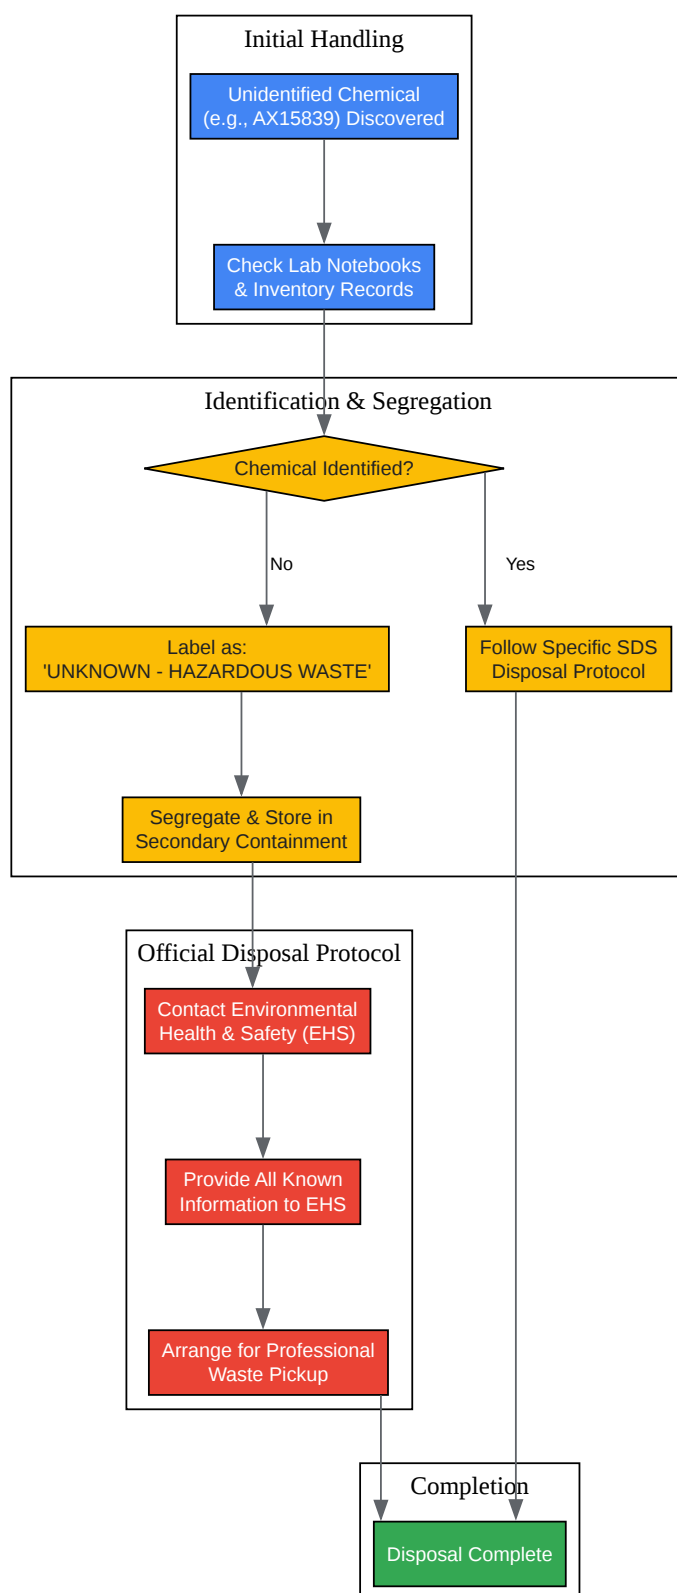 Initial Handling
Unidentified Chemical
(e.g., AX15839) Discovered
Check Lab Notebooks
& Inventory Records
Identification & Segregation
Chemical Identified?
No
Yes
Label as:
'UNKNOWN - HAZARDOUS WASTE'
Follow Specific SDS
Disposal Protocol
Segregate & Store in
Secondary Containment
Official Disposal Protocol
Contact Environmental
Health & Safety (EHS)
Provide All Known
Information to EHS
Arrange for Professional
Waste Pickup
Completion
Disposal Complete